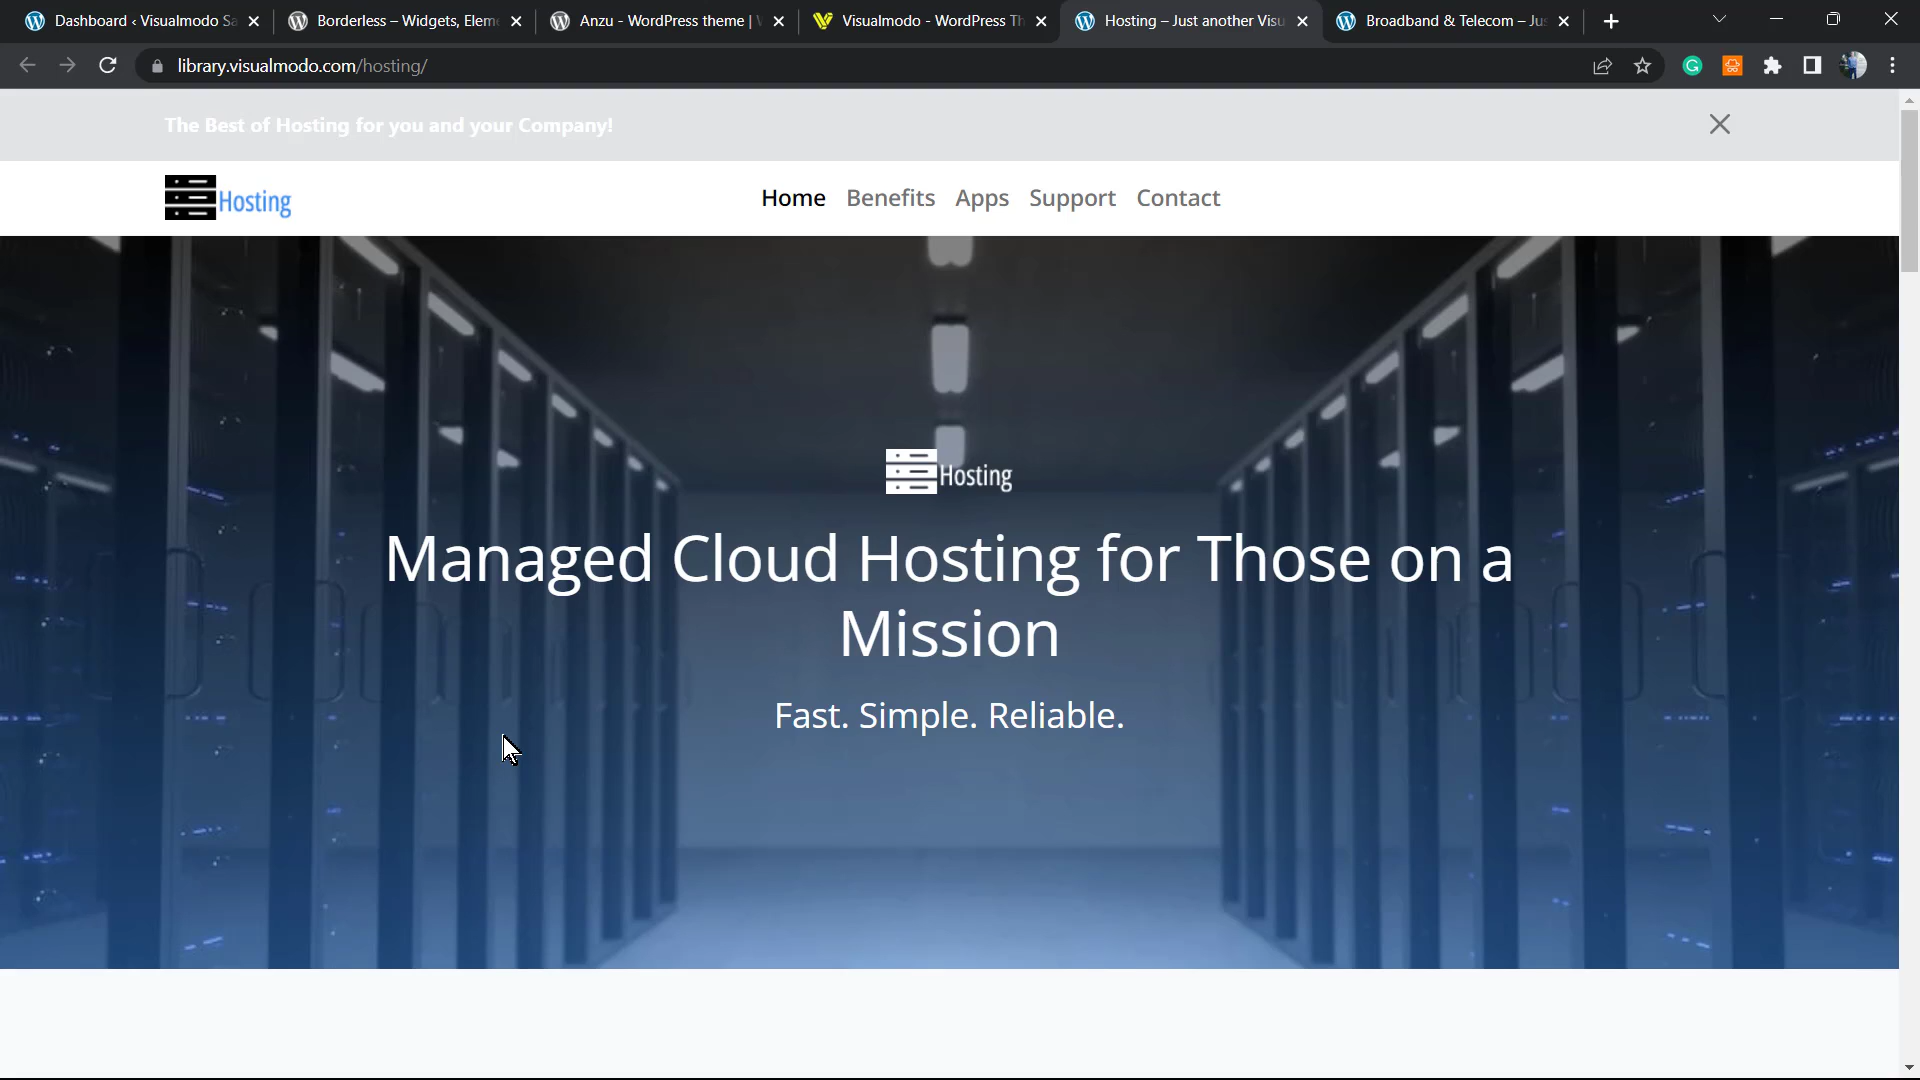 Dashboard ‹ Visualmodo Sa
Borderless – Widgets, Elem
Anzu - WordPress theme |
Visualmodo - WordPress Th
Hosting – Just another Visu
Broadband & Telecom – Jus
library.visualmodo.com/hosting/
The Best of Hosting for you and your Company!
Hosting
Home Benefits Apps Support Contact
Hosting
Managed Cloud Hosting for Those on a
Mission
Fast. Simple. Reliable.